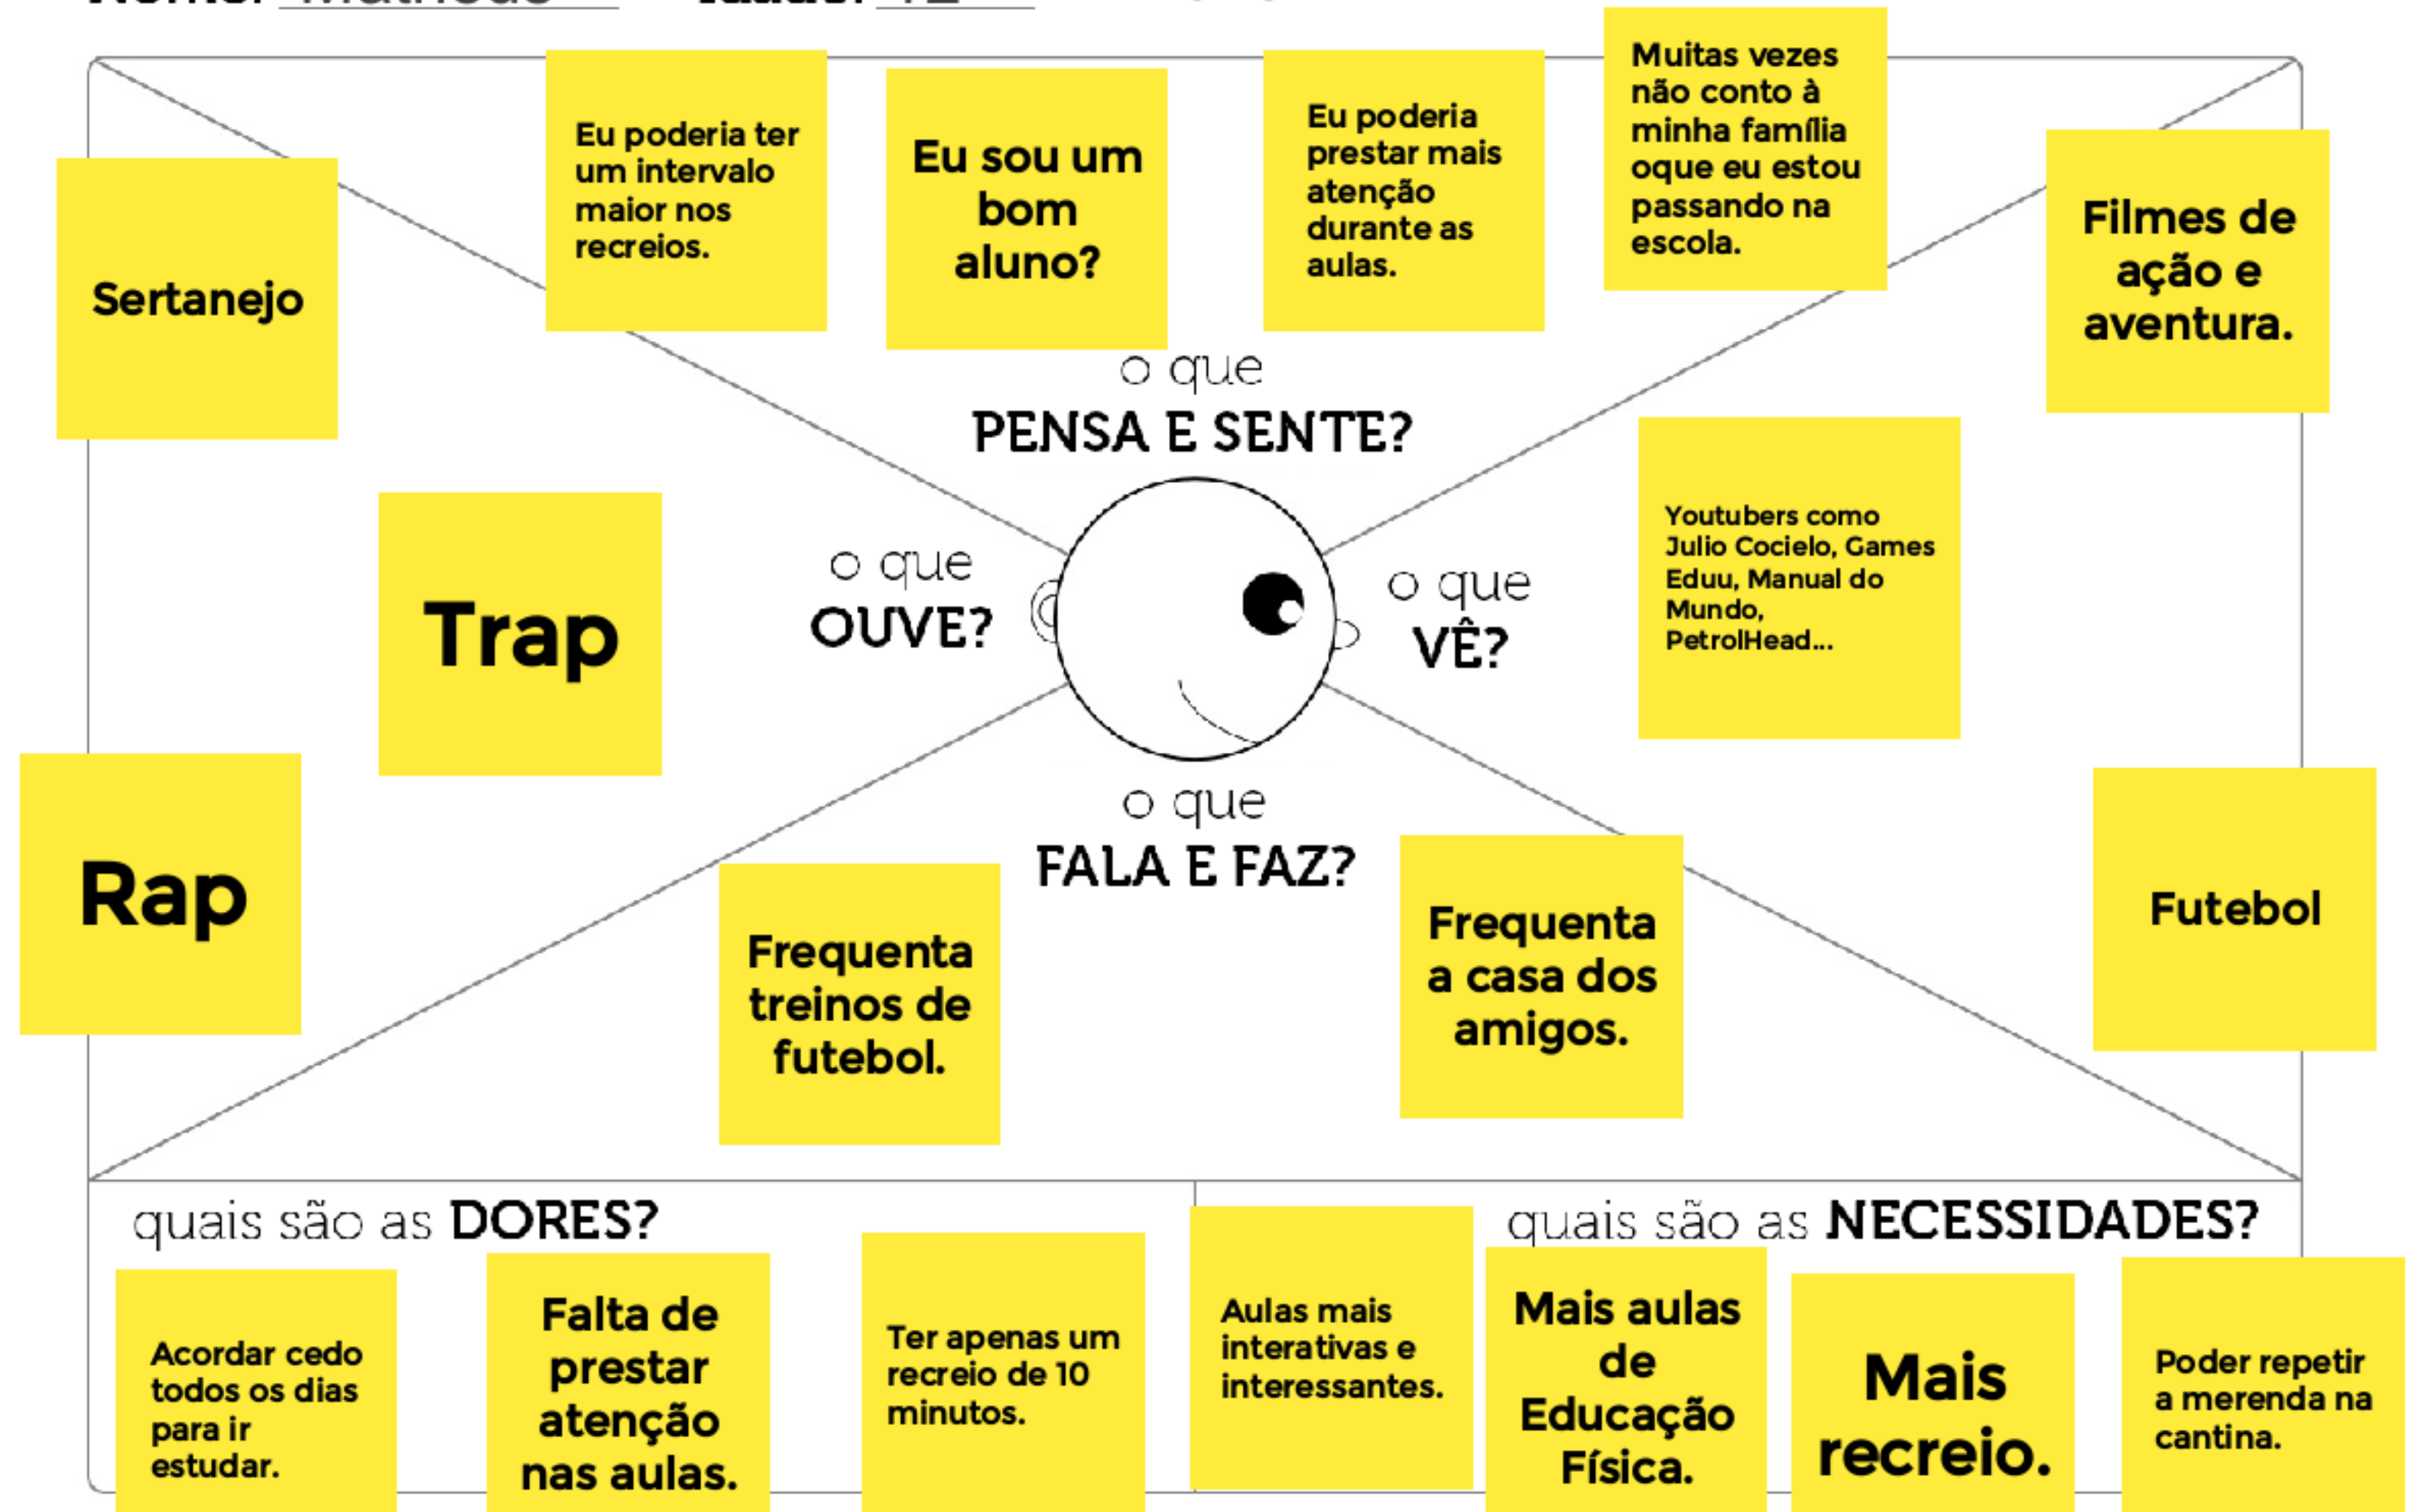 Nome: Matheus Idade: 12
Eu poderia ter
um intervalo
maior nos
recreios.
Eu sou um
bom
aluno?
Eu poderia
prestar mais
atenção
durante as
aulas.
Muitas vezes
não conto à
minha família
oque eu estou
passando na
escola.
Sertanejo
Filmes de
ação e
aventura.
o que
PENSA E SENTE?
Trap
o que
OUVE?
o que
VÊ?
Youtubers como
Julio Cocielo, Games
Eduu, Manual do
Mundo,
PetrolHead...
Rap
o que
FALA E FAZ?
Frequenta
treinos de
futebol.
Frequenta
a casa dos
amigos.
Futebol
quais são as DORES?
Acordar cedo
todos os dias
para ir
estudar.
Falta de
prestar
atenção
nas aulas.
Ter apenas um
recreio de 10
minutos.
quais são as NECESSIDADES?
Aulas mais
interativas e
interessantes.
Mais aulas
de
Educação
Física.
Mais
recreio.
Poder repetir
a merenda na
cantina.